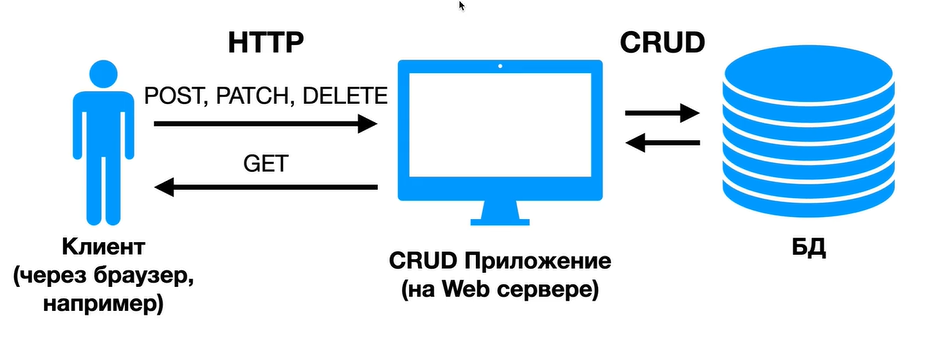 HTTP
CRUD
POST, PATCH, DELETE
GET
Клиент
(через браузер,
например)
CRUD Приложение
(на Web сервере)
БД